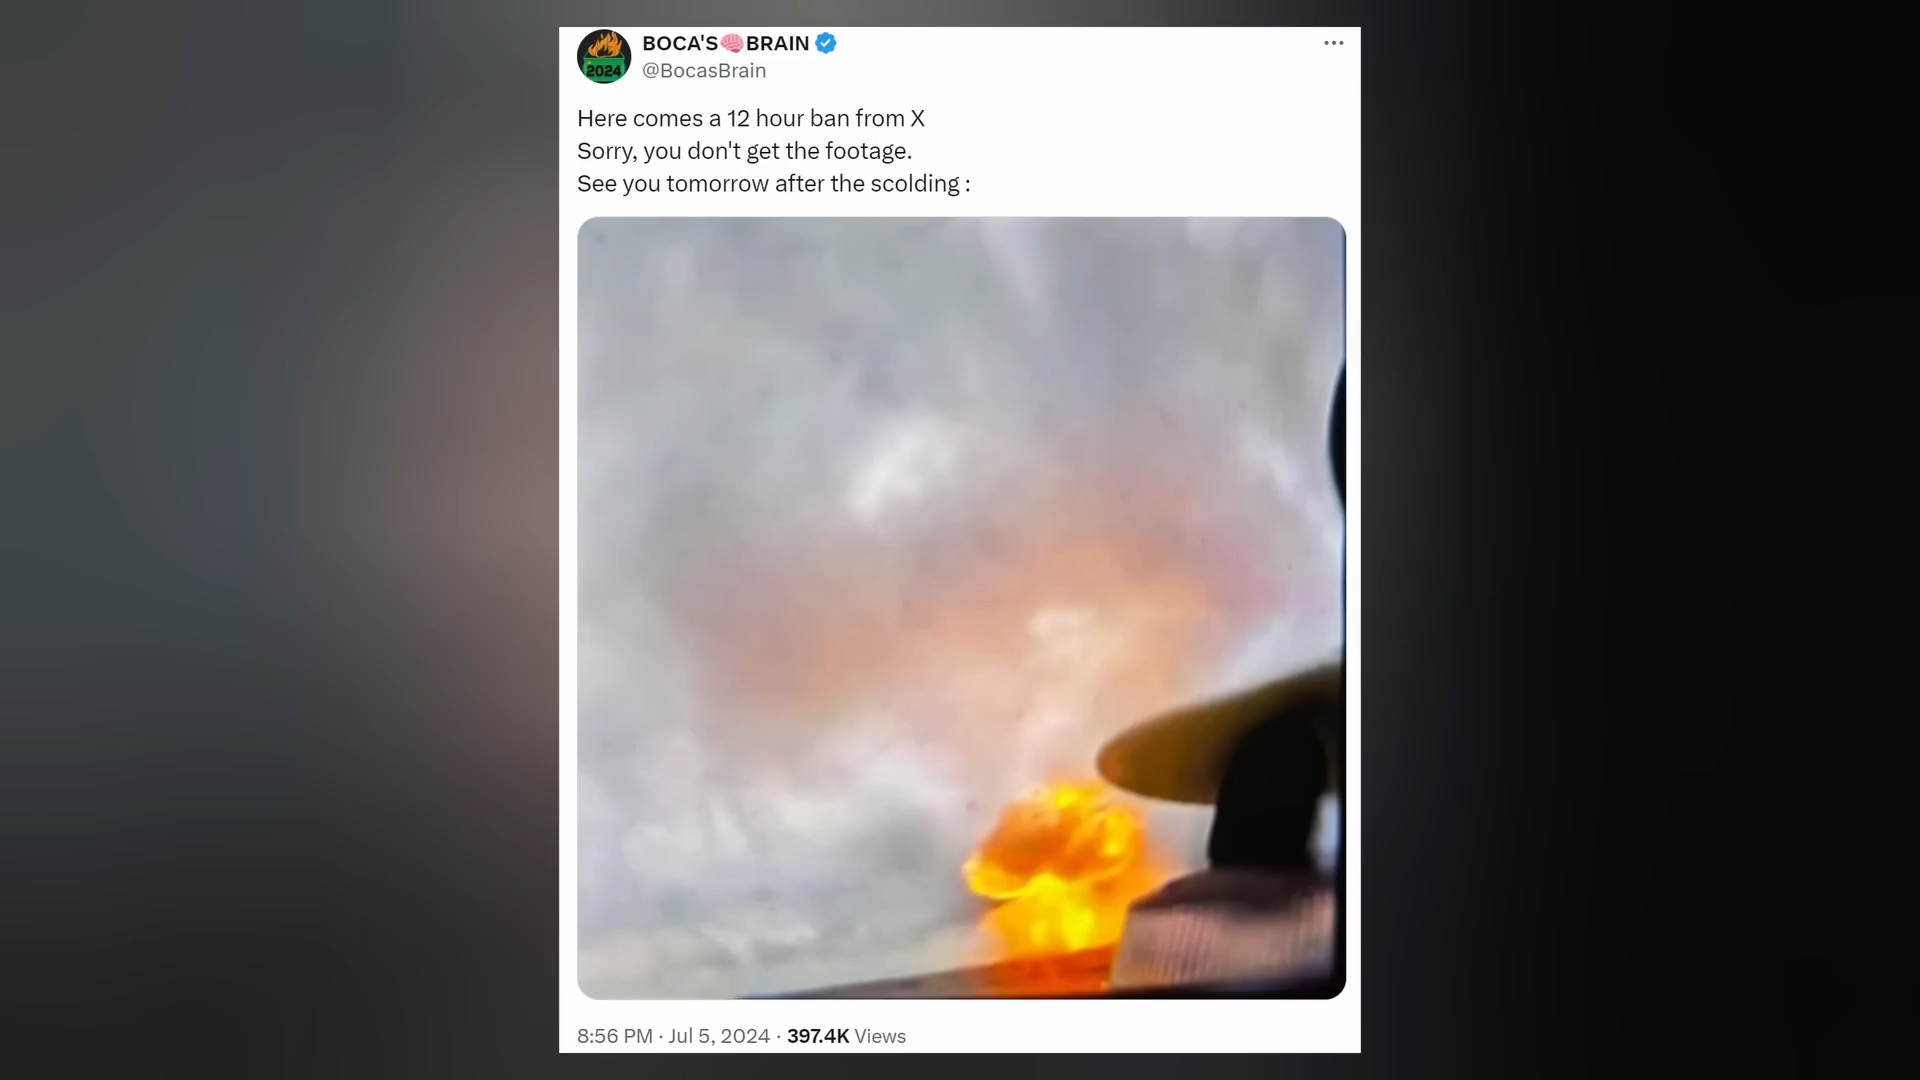 BOCA'S🧠BRAIN
@BocasBrain
2024
Here comes a 12 hour ban from X
Sorry, you don't get the footage.
See you tomorrow after the scolding :
8:56 PM · Jul 5, 2024 · 397.4K Views